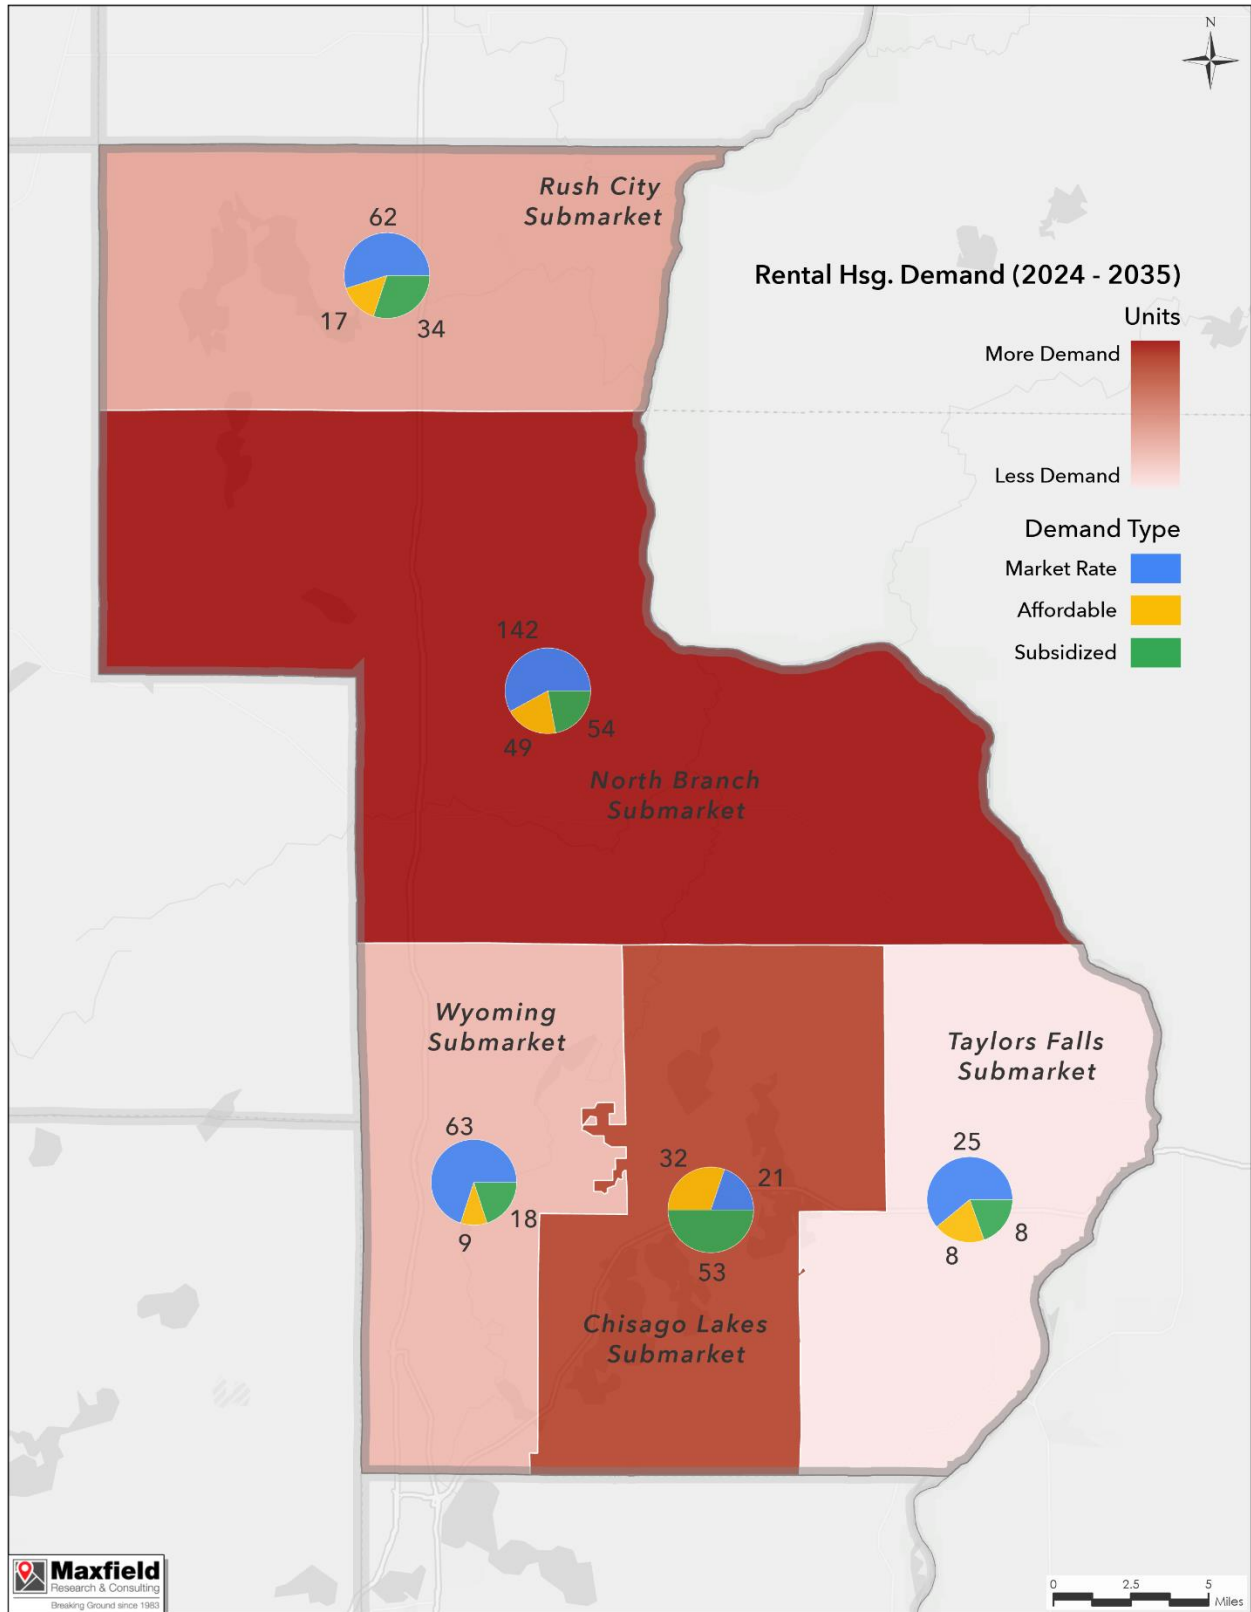 N
Rush City
Submarket
62
17
34
Rental Hsg. Demand (2024 - 2035)
Units
More Demand
Less Demand
Demand Type
Market Rate
Affordable
Subsidized
142
49
54
North Branch
Submarket
Wyoming
Submarket
63
9
18
32
21
53
Chisago Lakes
Submarket
Taylors Falls
Submarket
25
8
8
Maxfield
Research & Consulting
Breaking Ground since 1983
0 2.5 5
Miles